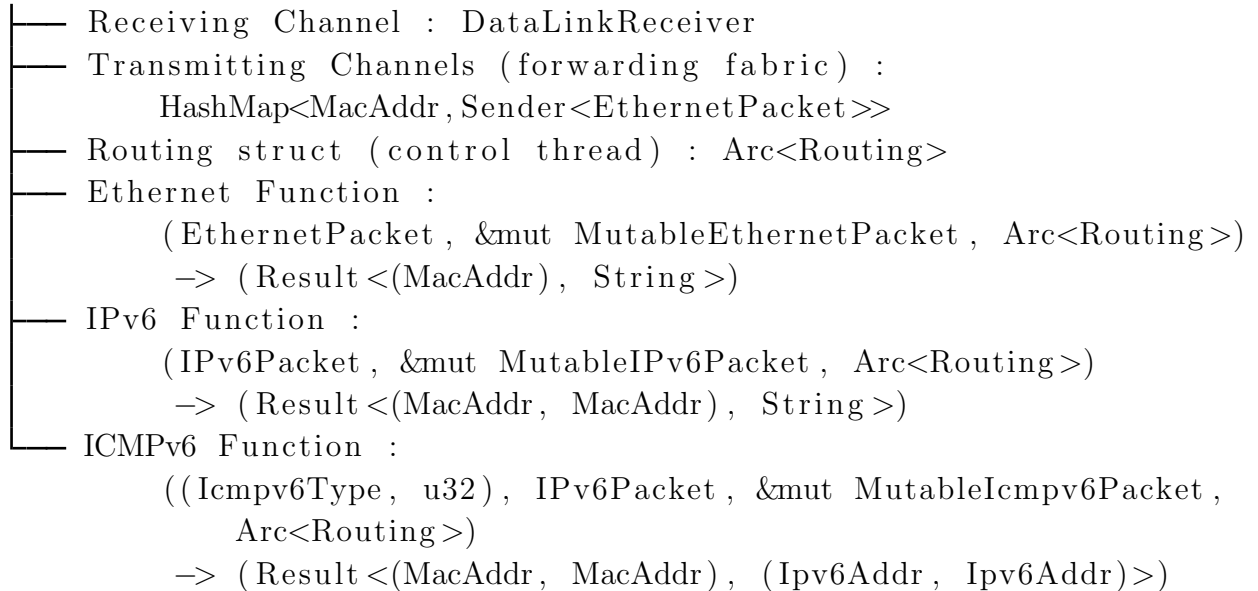 Receiving Channel : DataLinkReceiver
Transmitting Channels (forwarding fabric) :
HashMap<MacAddr, Sender<EthernetPacket>>
Routing struct (control thread) : Arc<Routing>
Ethernet Function :
(EthernetPacket, &mut MutableEthernetPacket, Arc<Routing>)
−> (Result<(MacAddr), String>)
IPv6 Function :
(IPv6Packet, &mut MutableIPv6Packet, Arc<Routing>)
−> (Result<(MacAddr, MacAddr), String>)
ICMPv6 Function :
((Icmpv6Type, u32), IPv6Packet, &mut MutableIcmpv6Packet,
Arc<Routing>)
−> (Result<(MacAddr, MacAddr), (Ipv6Addr, Ipv6Addr)>)